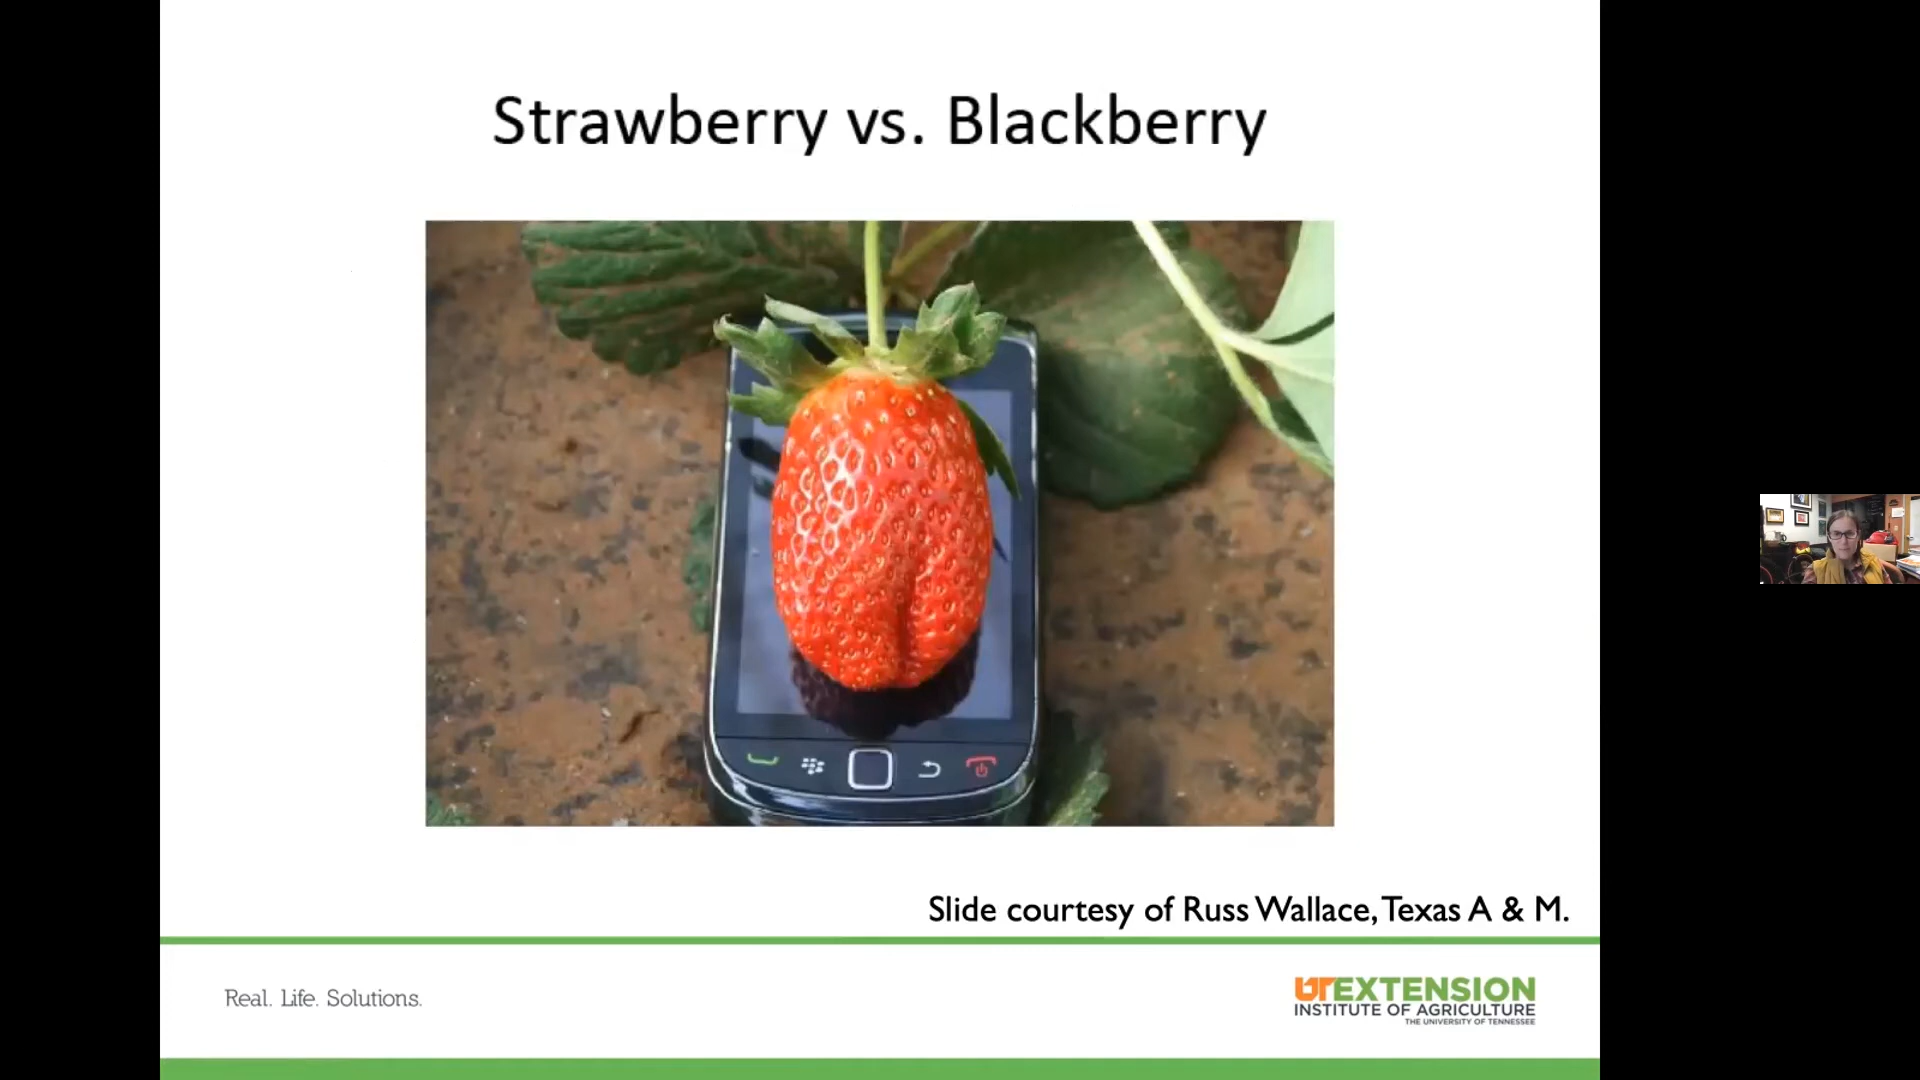 Strawberry vs. Blackberry
Slide courtesy of Russ Wallace, Texas A & M.
Real. Life. Solutions.
UTEXTENSION
INSTITUTE OF AGRICULTURE
THE UNIVERSITY OF TENNESSEE